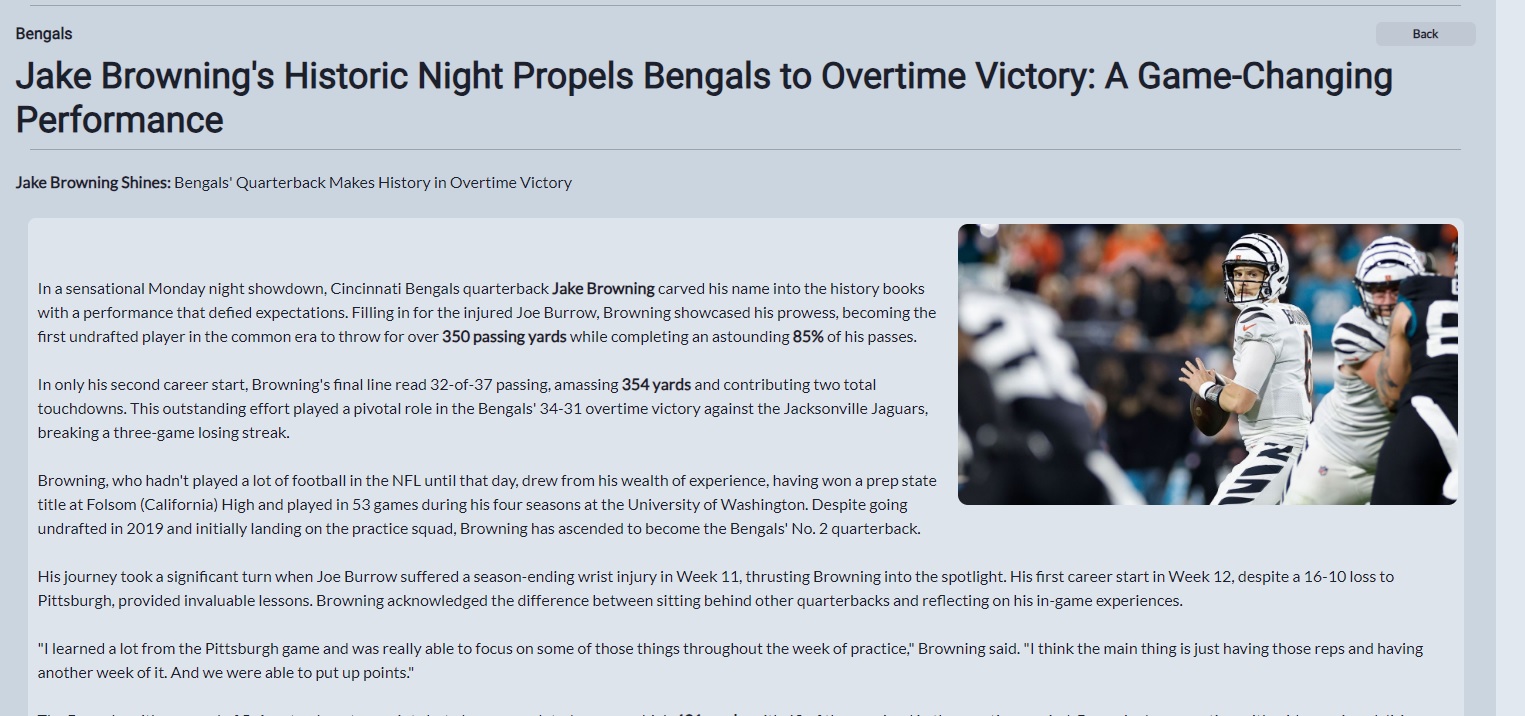 Bengals
Back
Jake Browning's Historic Night Propels Bengals to Overtime Victory: A Game-Changing
Performance
Jake Browning Shines: Bengals' Quarterback Makes History in Overtime Victory
In a sensational Monday night showdown, Cincinnati Bengals quarterback Jake Browning carved his name into the history books
with a performance that defied expectations. Filling in for the injured Joe Burrow, Browning showcased his prowess, becoming the
first undrafted player in the common era to throw for over 350 passing yards while completing an astounding 85% of his passes.
In only his second career start, Browning's final line read 32-of-37 passing, amassing 354 yards and contributing two total
touchdowns. This outstanding effort played a pivotal role in the Bengals' 34-31 overtime victory against the Jacksonville Jaguars,
breaking a three-game losing streak.
Browning, who hadn't played a lot of football in the NFL until that day, drew from his wealth of experience, having won a prep state
title at Folsom (California) High and played in 53 games during his four seasons at the University of Washington. Despite going
undrafted in 2019 and initially landing on the practice squad, Browning has ascended to become the Bengals' No. 2 quarterback.
His journey took a significant turn when Joe Burrow suffered a season-ending wrist injury in Week 11, thrusting Browning into the spotlight. His first career start in Week 12, despite a 16-10 loss to
Pittsburgh, provided invaluable lessons. Browning acknowledged the difference between sitting behind other quarterbacks and reflecting on his in-game experiences.
"I learned a lot from the Pittsburgh game and was really able to focus on some of those things throughout the week of practice," Browning said. "I think the main thing is just having those reps and having
another week of it. And we were able to put up points."